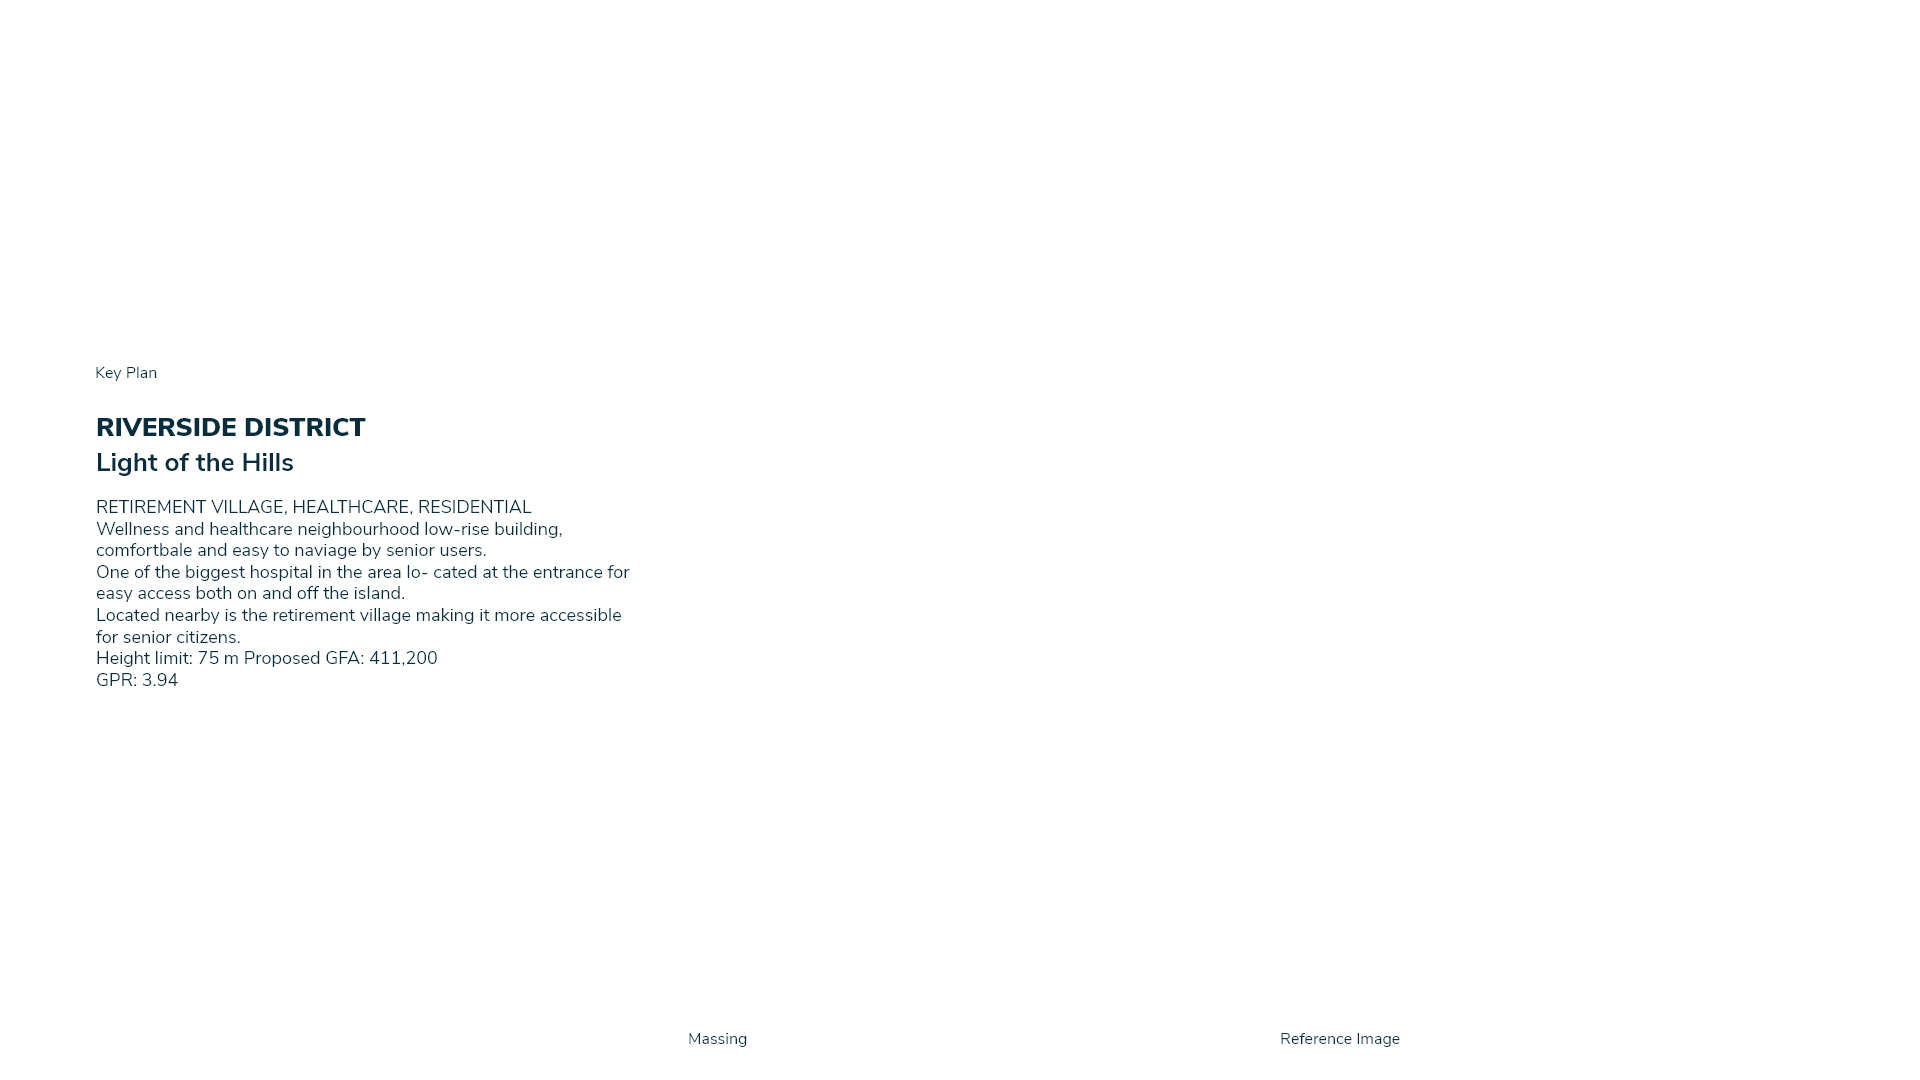 Key Plan
RIVERSIDE DISTRICT
Light of the Hills
RETIREMENT VILLAGE, HEALTHCARE, RESIDENTIAL
Wellness and healthcare neighbourhood low-rise building,
comfortbale and easy to naviage by senior users.
One of the biggest hospital in the area lo- cated at the entrance for
easy access both on and off the island.
Located nearby is the retirement village making it more accessible
for senior citizens.
Height limit: 75 m Proposed GFA: 411,200
GPR: 3.94
Massing
Reference Image